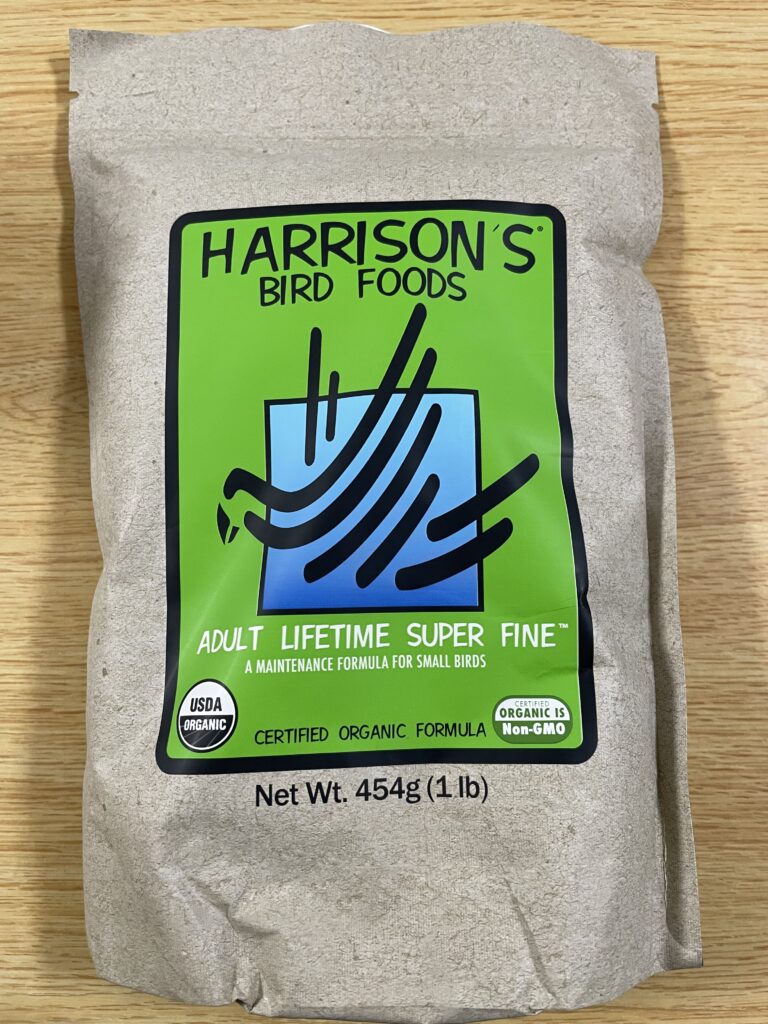 HARRISON'S®
BIRD FOODS
ADULT LIFETIME SUPER FINE™
A MAINTENANCE FORMULA FOR SMALL BIRDS
USDA
ORGANIC
CERTIFIED ORGANIC FORMULA
CERTIFIED
ORGANIC IS
Non-GMO
Net Wt. 454g (1 lb)